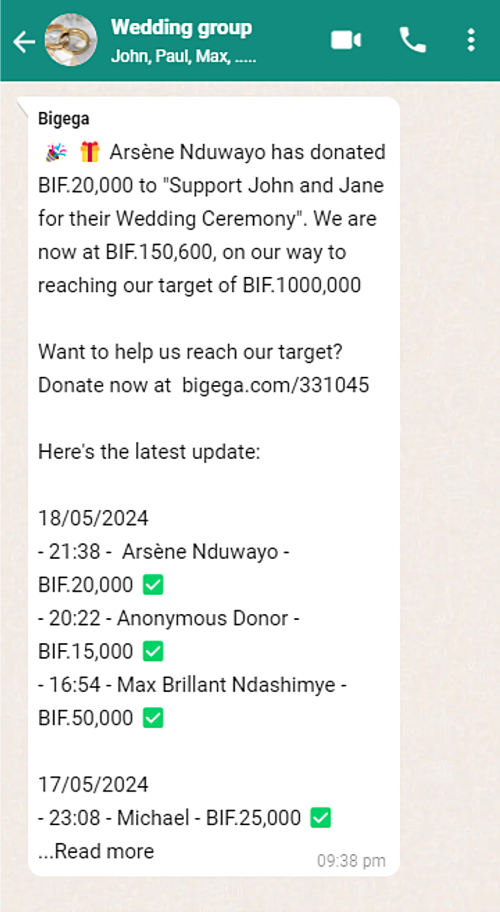 Wedding group
John, Paul, Max, .....
Bigega
🎉 🎁 Arsène Nduwayo has donated
BIF.20,000 to "Support John and Jane
for their Wedding Ceremony". We are
now at BIF.150,600, on our way to
reaching our target of BIF.1000,000
Want to help us reach our target?
Donate now at bigega.com/331045
Here's the latest update:
18/05/2024
- 21:38 - Arsène Nduwayo -
BIF.20,000 ✅
- 20:22 - Anonymous Donor -
BIF.15,000 ✅
- 16:54 - Max Brillant Ndashimye -
BIF.50,000 ✅
17/05/2024
- 23:08 - Michael - BIF.25,000 ✅
...Read more
09:38 pm